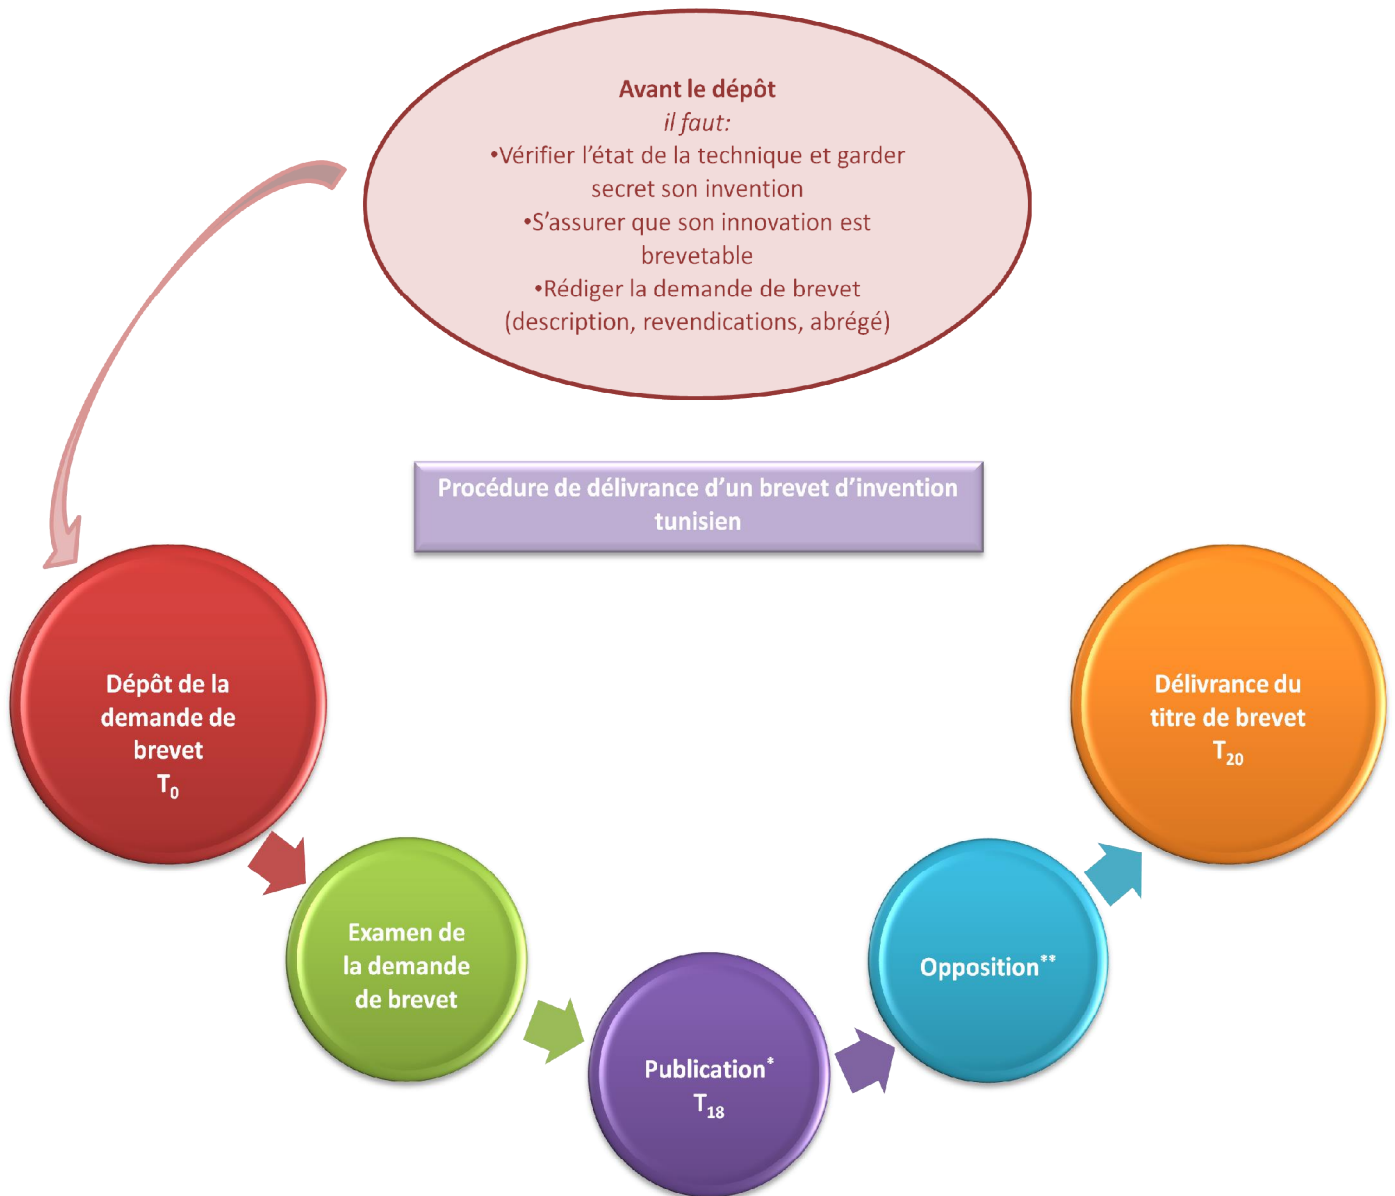 Avant le dépôt
il faut:
•Vérifier l'état de la technique et garder
secret son invention
•S'assurer que son innovation est
brevetable
•Rédiger la demande de brevet
(description, revendications, abrégé)
Procédure de délivrance d'un brevet d'invention
tunisien
Dépôt de la
demande de
brevet
T0
Examen de
la demande
de brevet
Publication*
T18
Opposition**
Délivrance du
titre de brevet
T20